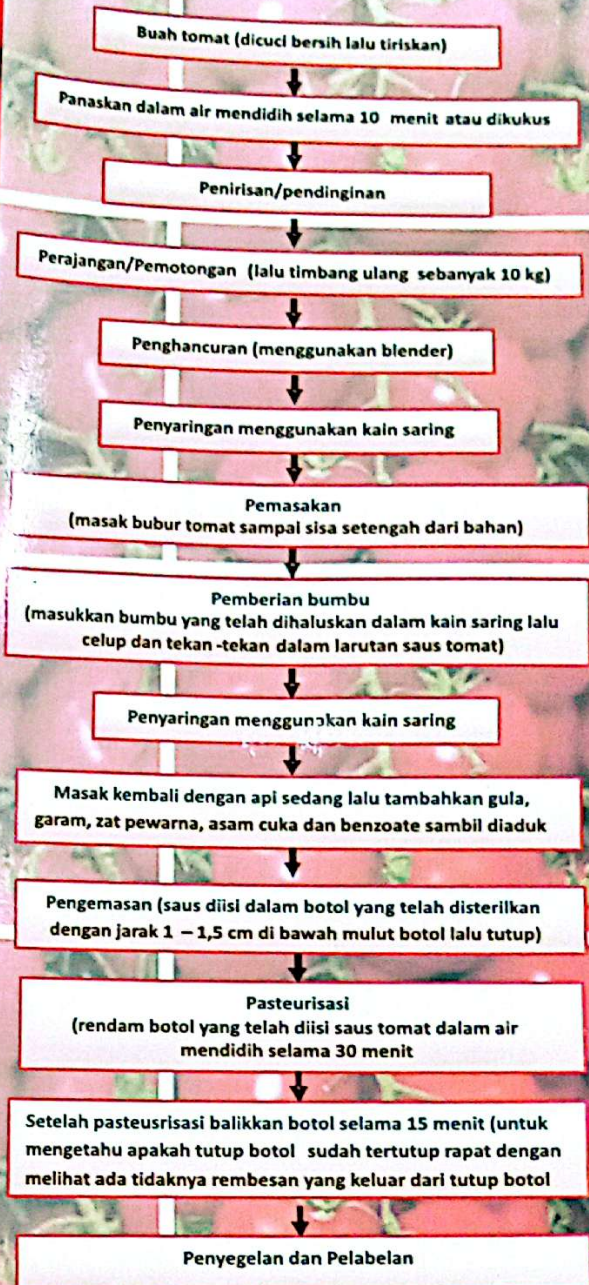 Buah tomat (dicuci bersih lalu tiriskan)
Panaskan dalam air mendidih selama 10 menit atau dikukus
Penirisan/pendinginan
Perajangan/Pemotongan (lalu timbang ulang sebanyak 10 kg)
Penghancuran (menggunakan blender)
Penyaringan menggunakan kain saring
Pemasakan
(masak bubur tomat sampai sisa setengah dari bahan)
Pemberian bumbu
(masukkan bumbu yang telah dihaluskan dalam kain saring lalu
celup dan tekan -tekan dalam larutan saus tomat)
Penyaringan menggunakan kain saring
Masak kembali dengan api sedang lalu tambahkan gula,
garam, zat pewarna, asam cuka dan benzoate sambil diaduk
Pengemasan (saus diisi dalam botol yang telah disterilkan
dengan jarak 1 – 1,5 cm di bawah mulut botol lalu tutup)
Pasteurisasi
(rendam botol yang telah diisi saus tomat dalam air
mendidih selama 30 menit
Setelah pasteusrisasi balikkan botol selama 15 menit (untuk
mengetahu apakah tutup botol sudah tertutup rapat dengan
melihat ada tidaknya rembesan yang keluar dari tutup botol
Penyegelan dan Pelabelan